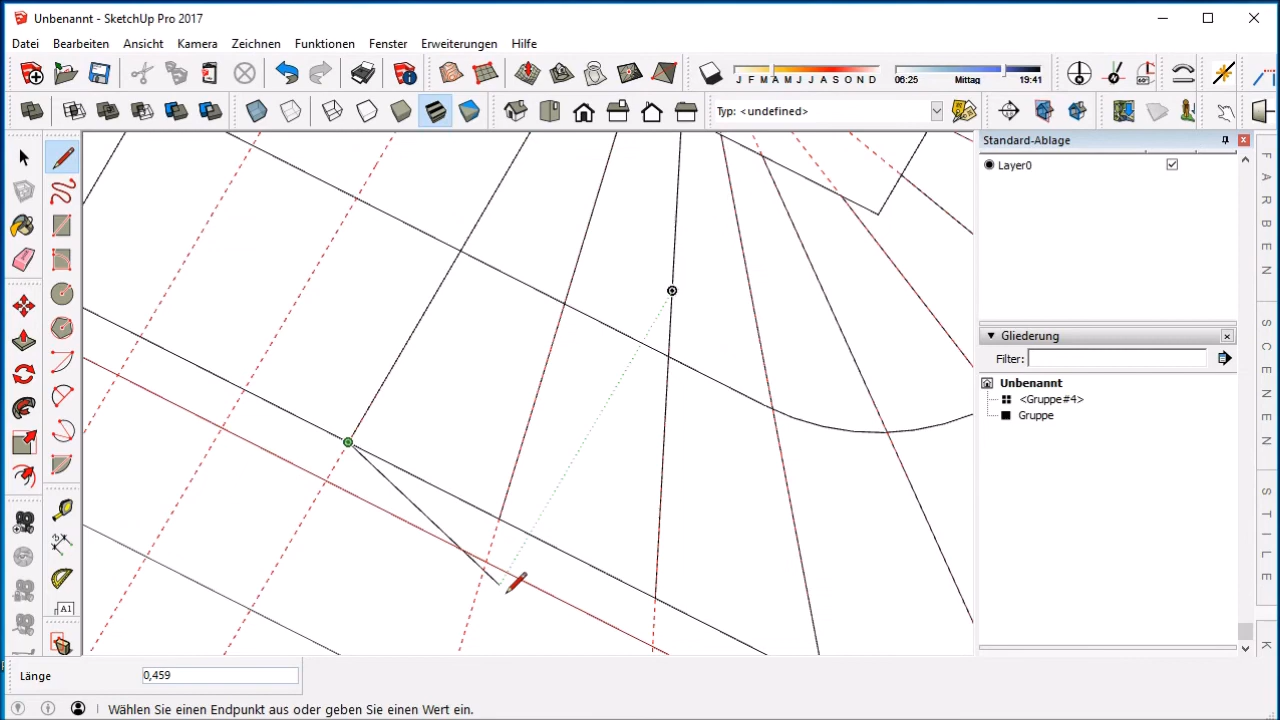 Unbenannt - SketchUp Pro 2017
Datei Bearbeiten Ansicht Kamera Zeichnen Funktionen Fenster Erweiterungen Hilfe
J F M A M J J A S O N D
06:25 Mittag 19:41
Typ: <undefined>
Standard-Ablage
Layer0
Gliederung
Filter:
Unbenannt
<Gruppe#4>
Gruppe
FARBEN
SCENEN
STILE
K
A1
Länge 0,459
Wählen Sie einen Endpunkt aus oder geben Sie einen Wert ein.